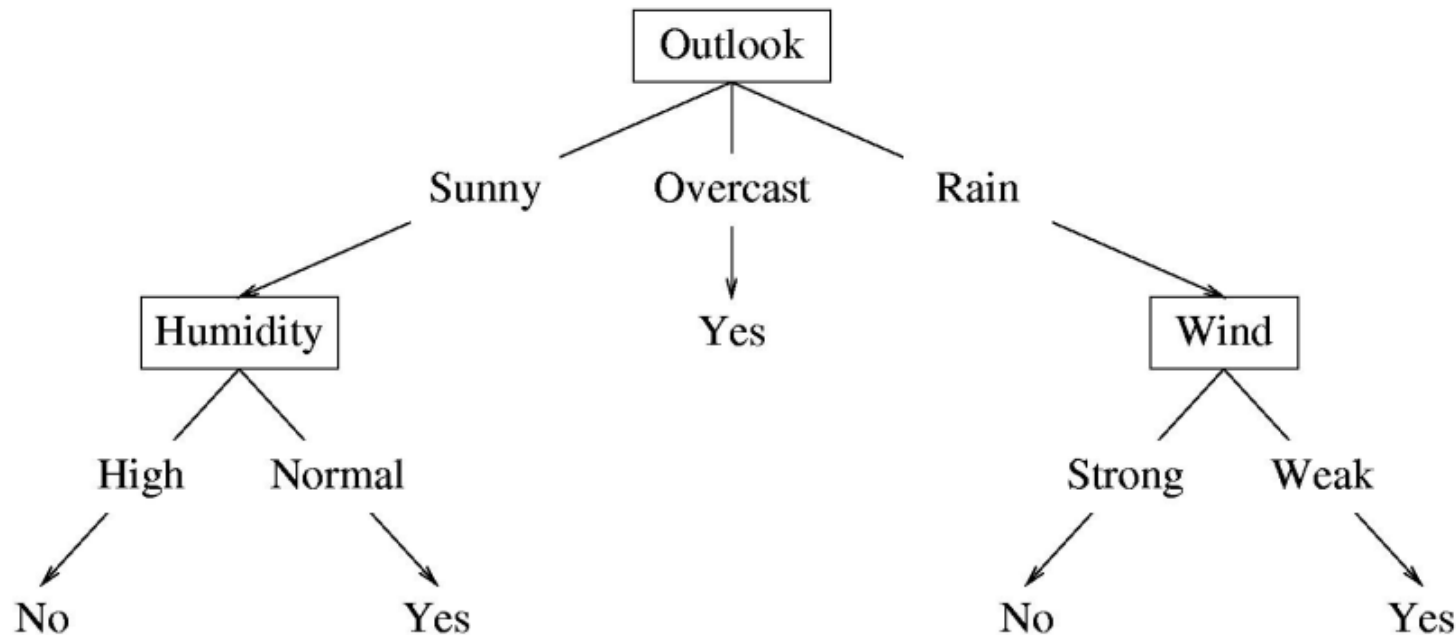 Outlook
Sunny Overcast Rain
Humidity Yes Wind
High Normal Strong Weak
No Yes No Yes